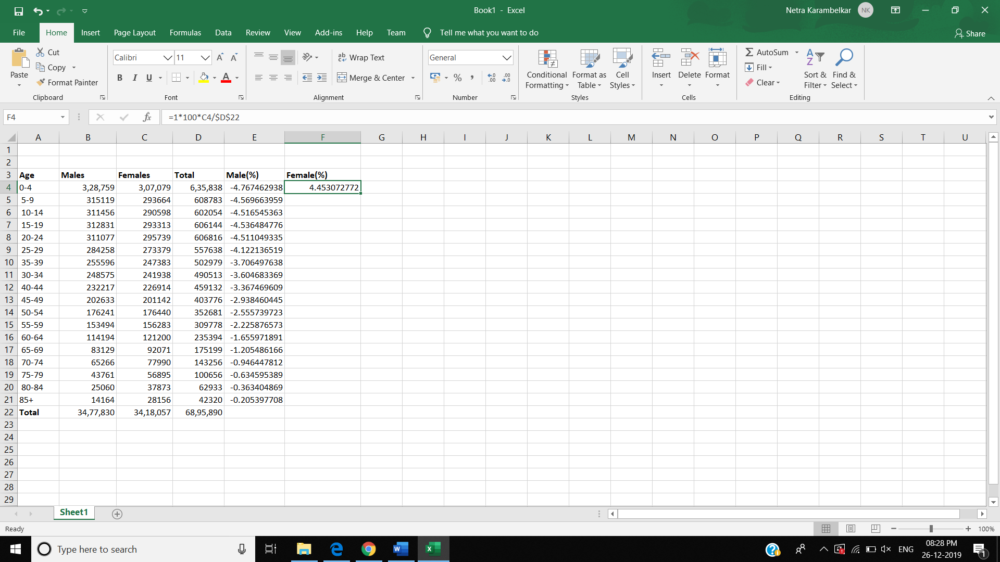 Book1 - Excel
Netra Karambelkar NK
File Home Insert Page Layout Formulas Data Review View Add-ins Help Team Tell me what you want to do Share
Paste Cut Copy Format Painter Clipboard
Calibri 11 B I U A Font
Wrap Text Merge & Center Alignment
General % , Number
Conditional Formatting Format as Table Cell Styles Styles
Insert Delete Format Cells
AutoSum Fill Clear Sort & Filter Find & Select Editing
F4 fx =1*100*C4/$D$22
A B C D E F G H I J K L M N O P Q R S T U
1
2
3 Age Males Females Total Male(%) Female(%)
4 0-4 3,28,759 3,07,079 6,35,838 -4.767462938 4.453072772
5 5-9 315119 293664 608783 -4.569663959
6 10-14 311456 290598 602054 -4.516545363
7 15-19 312831 293313 606144 -4.536484776
8 20-24 311077 295739 606816 -4.511049335
9 25-29 284258 273379 557638 -4.122136519
10 35-39 255596 247383 502979 -3.706497638
11 30-34 248575 241938 490513 -3.604683369
12 40-44 232217 226914 459132 -3.367469609
13 45-49 202633 201142 403776 -2.938460445
14 50-54 176241 176440 352681 -2.555739723
15 55-59 153494 156283 309778 -2.225876573
16 60-64 114194 121200 235394 -1.655971891
17 65-69 83129 92071 175199 -1.205486166
18 70-74 65266 77990 143256 -0.946447812
19 75-79 43761 56895 100656 -0.634595389
20 80-84 25060 37873 62933 -0.363404869
21 85+ 14164 28156 42320 -0.205397708
22 Total 34,77,830 34,18,057 68,95,890
23
24
25
26
27
28
29
Sheet1
Ready 100%
Type here to search
ENG 08:28 PM
26-12-2019 1